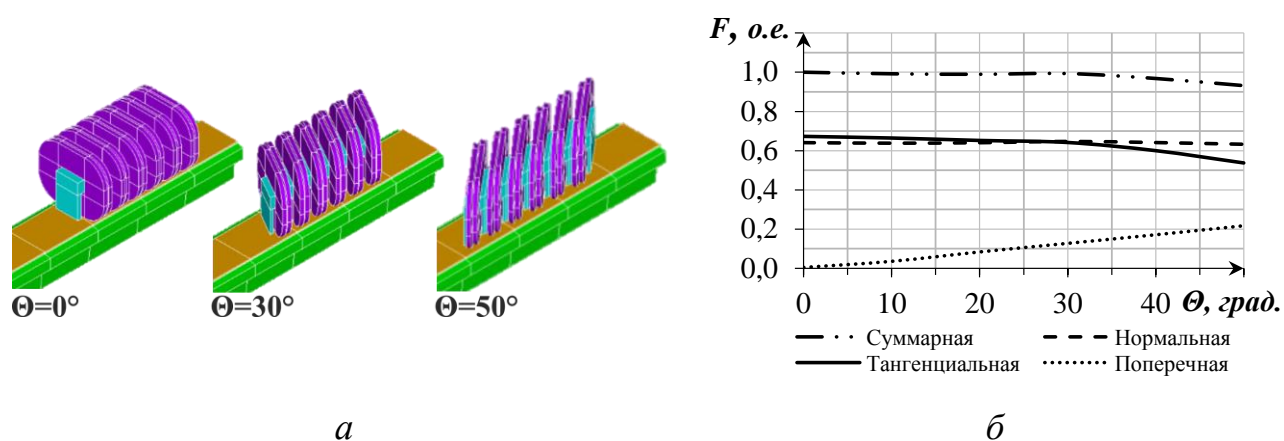 Θ=0°
Θ=30°
Θ=50°
а
F, о.е.
1,0
0,8
0,6
0,4
0,2
0,0
0 10 20 30 40 Θ, град.
Суммарная Нормальная
Тангенциальная Поперечная
б